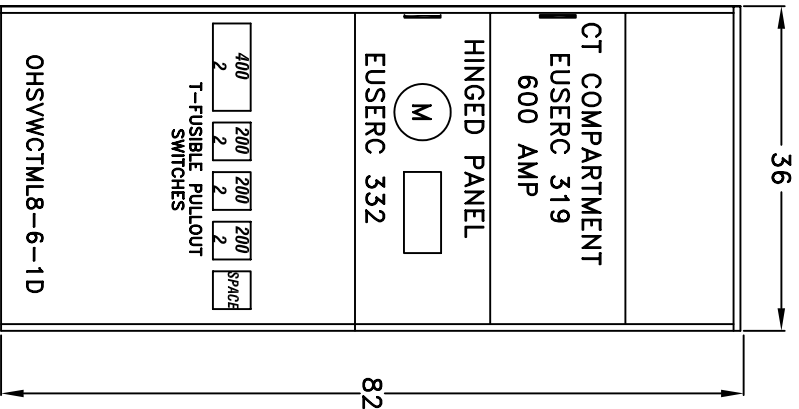 36
82
CT COMPARTMENT
EUSERC 319
600 AMP
HINGED PANEL
M
EUSERC 332
400
2
200
2
200
2
200
2
SPACE
T-FUSIBLE PULLOUT
SWITCHES
OHSVWCTML8-6-1D